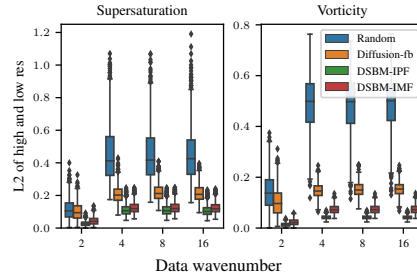 Supersaturation
Vorticity
L2 of high and low res
1.2
1.0
0.8
0.6
0.4
0.2
0.0
2
4
8
16
0.8
0.6
0.4
0.2
0.0
2
4
8
16
Random
Diffusion-fb
DSBM-IPF
DSBM-IMF
Data wavenumber